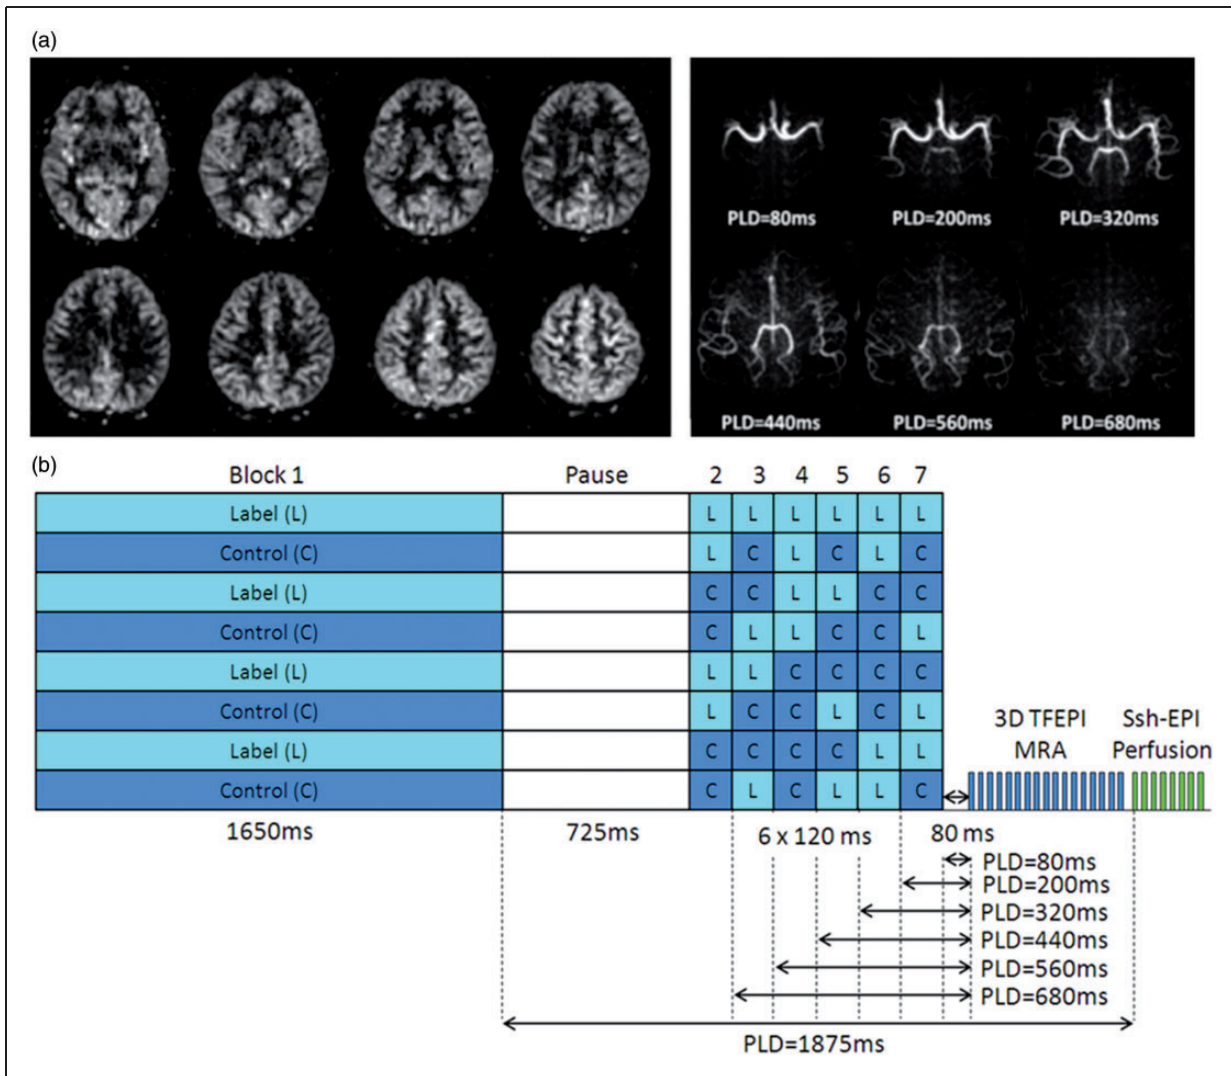 (a)
PLD=80ms PLD=200ms PLD=320ms
PLD=440ms PLD=560ms PLD=680ms
(b)
Block 1 Pause 2 3 4 5 6 7
Label (L) L L L L L L
Control (C) L C L C L C
Label (L) C C L L C C
Control (C) C L L C C L
Label (L) L L C C C C
Control (C) L C C L C L
Label (L) C C C C L L
Control (C) C L C L L C
3D TFEPI
MRA
Ssh-EPI
Perfusion
1650ms 725ms 6 x 120 ms 80 ms
PLD=80ms
PLD=200ms
PLD=320ms
PLD=440ms
PLD=560ms
PLD=680ms
PLD=1875ms